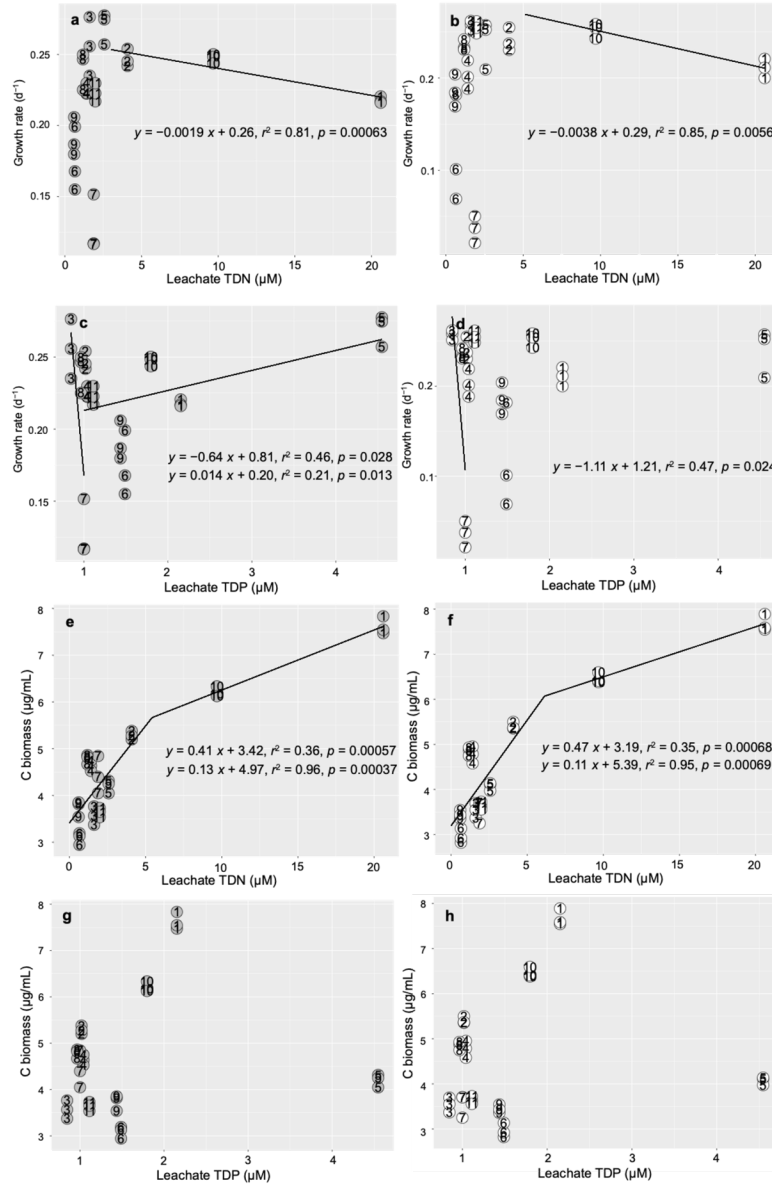 a
Growth rate (d⁻¹)
0.25
0.20
0.15
y = −0.0019 x + 0.26, r² = 0.81, p = 0.00063
0 5 10 15 20
Leachate TDN (μM)
b
Growth rate (d⁻¹)
0.2
0.1
y = −0.0038 x + 0.29, r² = 0.85, p = 0.0056
0 5 10 15 20
Leachate TDN (μM)
c
Growth rate (d⁻¹)
0.25
0.20
0.15
y = −0.64 x + 0.81, r² = 0.46, p = 0.028
y = 0.014 x + 0.20, r² = 0.21, p = 0.013
1 2 3 4
Leachate TDP (μM)
d
Growth rate (d⁻¹)
0.2
0.1
y = −1.11 x + 1.21, r² = 0.47, p = 0.024
1 2 3 4
Leachate TDP (μM)
e
C biomass (μg/mL)
8
7
6
5
4
3
y = 0.41 x + 3.42, r² = 0.36, p = 0.00057
y = 0.13 x + 4.97, r² = 0.96, p = 0.00037
0 5 10 15 20
Leachate TDN (μM)
f
C biomass (μg/mL)
8
7
6
5
4
3
y = 0.47 x + 3.19, r² = 0.35, p = 0.00068
y = 0.11 x + 5.39, r² = 0.95, p = 0.00069
0 5 10 15 20
Leachate TDN (μM)
g
C biomass (μg/mL)
8
7
6
5
4
3
1 2 3 4
Leachate TDP (μM)
h
C biomass (μg/mL)
8
7
6
5
4
3
1 2 3 4
Leachate TDP (μM)